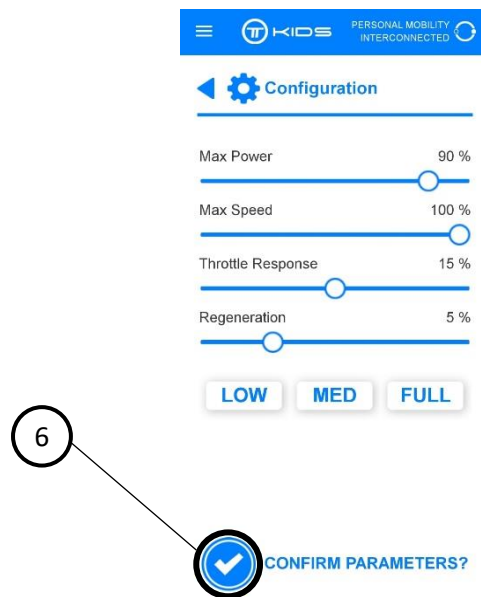 KIDS
PERSONAL MOBILITY
INTERCONNECTED
Configuration
Max Power 90 %
Max Speed 100 %
Throttle Response 15 %
Regeneration 5 %
LOW MED FULL
6
CONFIRM PARAMETERS?